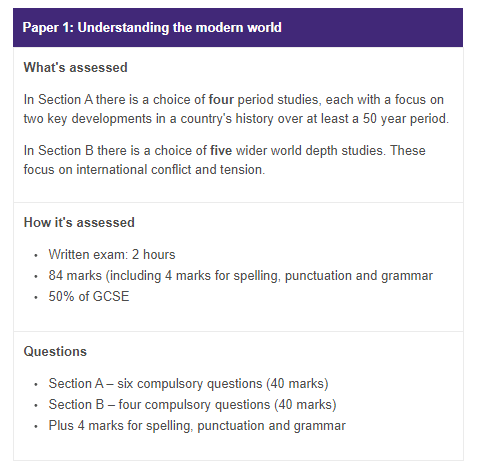 Paper 1: Understanding the modern world
What's assessed
In Section A there is a choice of four period studies, each with a focus on
two key developments in a country's history over at least a 50 year period.
In Section B there is a choice of five wider world depth studies. These
focus on international conflict and tension.
How it's assessed
• Written exam: 2 hours
• 84 marks (including 4 marks for spelling, punctuation and grammar
• 50% of GCSE
Questions
• Section A – six compulsory questions (40 marks)
• Section B – four compulsory questions (40 marks)
• Plus 4 marks for spelling, punctuation and grammar